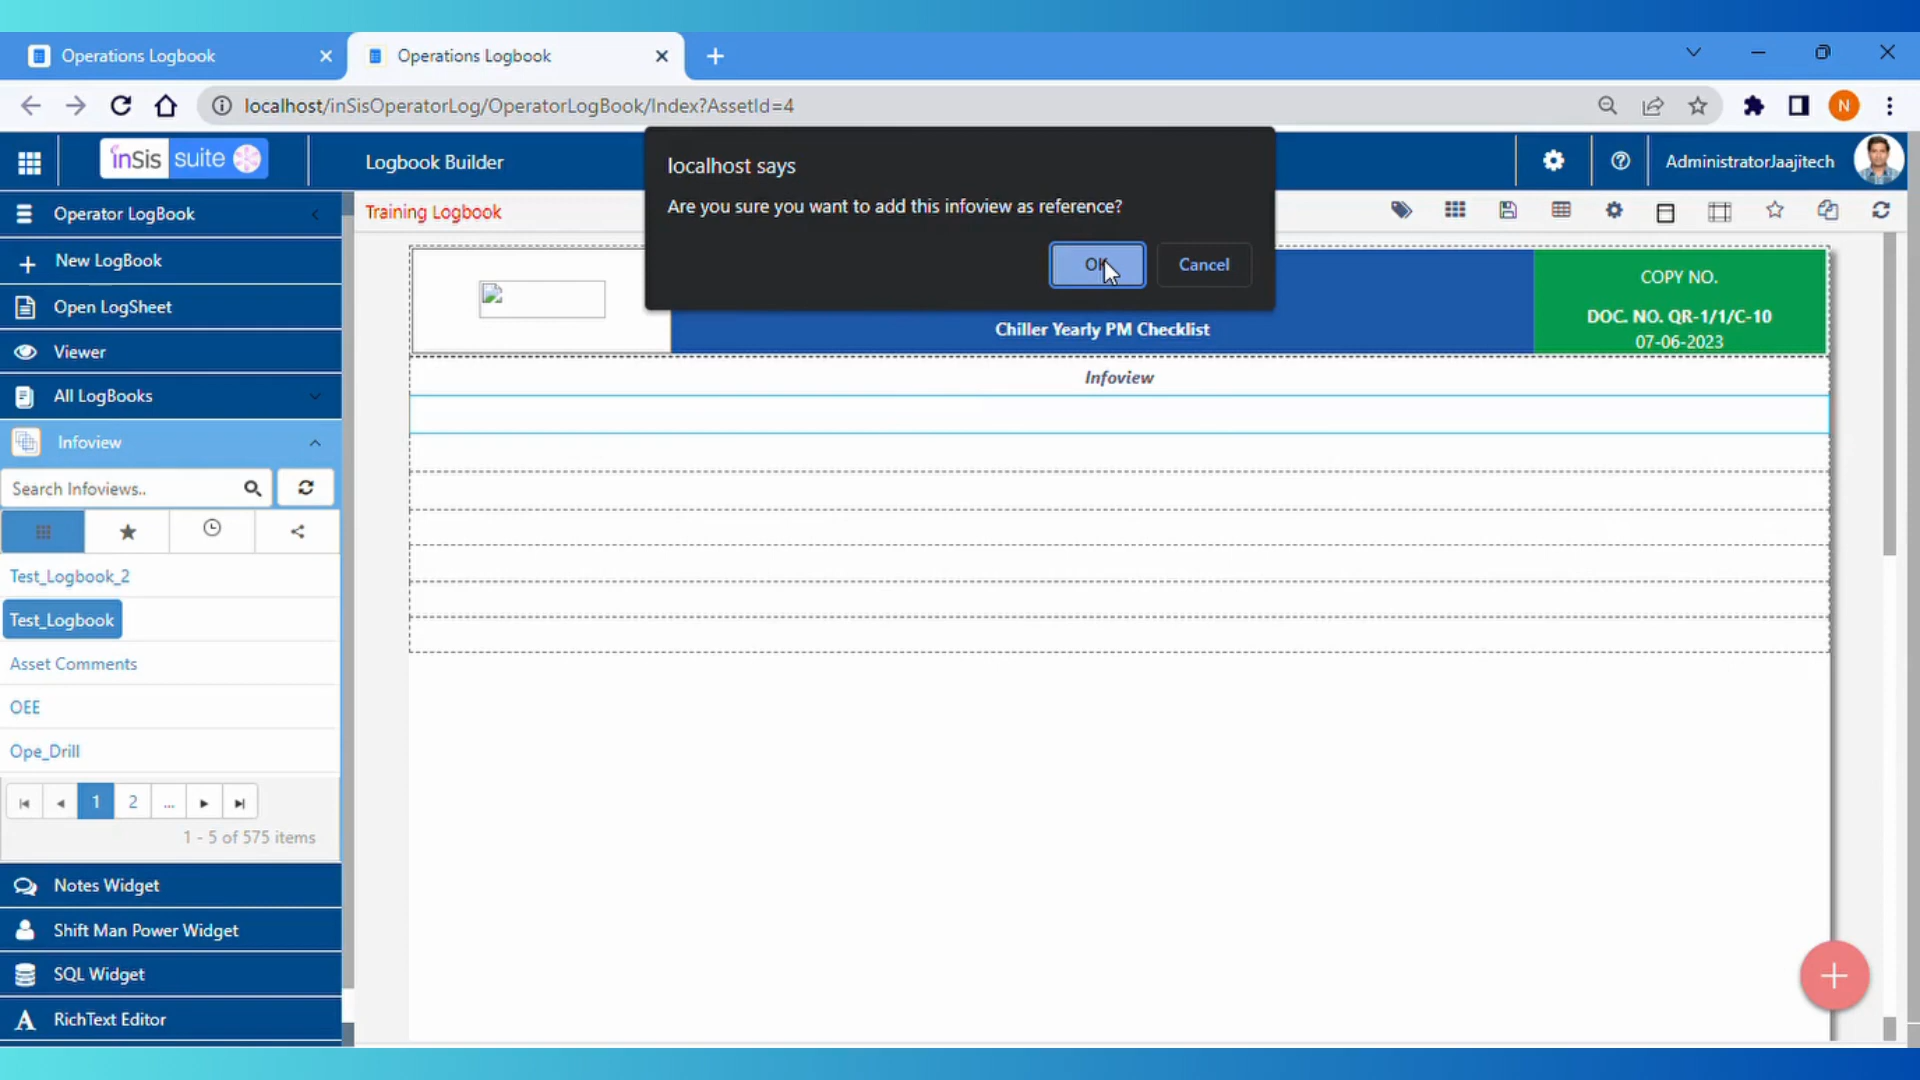 Operations Logbook
Operations Logbook
localhost/inSisOperatorLog/OperatorLogBook/Index?AssetId=4
N
inSis suite
Logbook Builder
AdministratorJaajitech
localhost says
Are you sure you want to add this infoview as reference?
OK
Cancel
Operator LogBook
New LogBook
Open LogSheet
Viewer
All LogBooks
Infoview
Search Infoviews..
Test_Logbook_2
Test_Logbook
Asset Comments
OEE
Ope_Drill
1 2 ...
1 - 5 of 575 items
Notes Widget
Shift Man Power Widget
SQL Widget
RichText Editor
Training Logbook
Chiller Yearly PM Checklist
COPY NO.
DOC. NO. QR-1/1/C-10
07-06-2023
Infoview